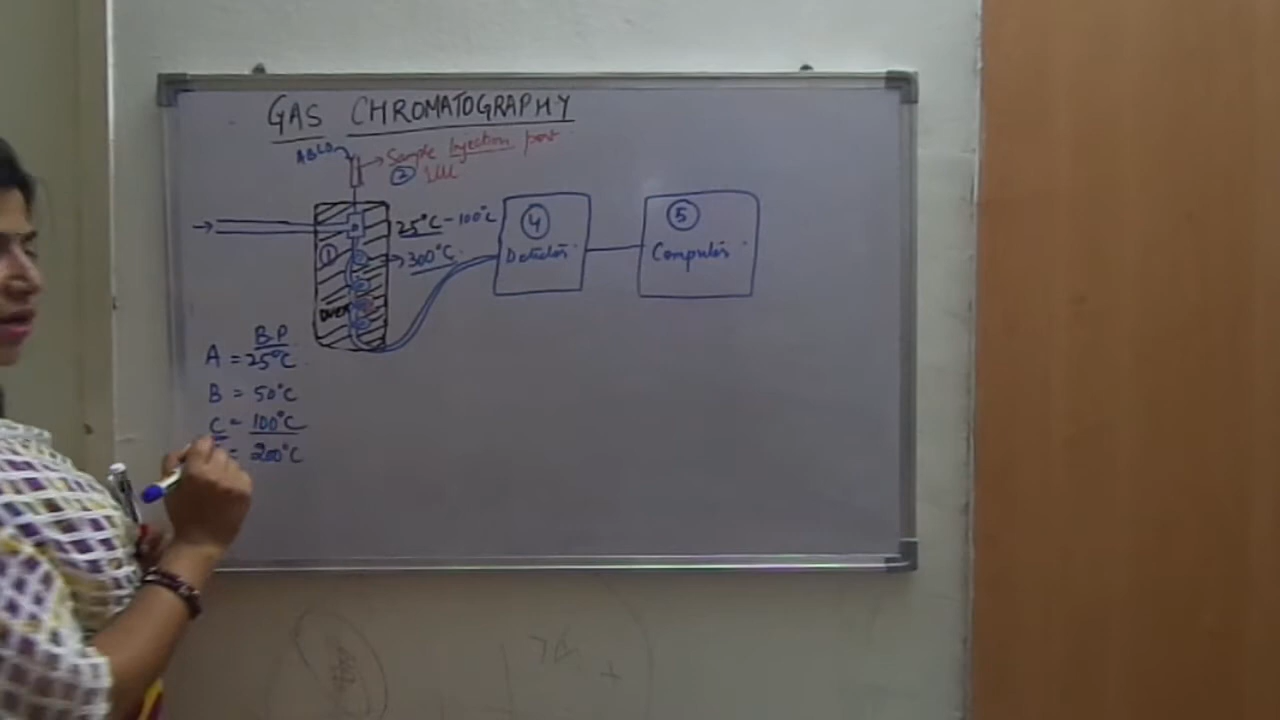 GAS CHROMATOGRAPHY
ABCD
Sample Injection port
2
25°C - 100°C
1
300°C
OVEN
4
Detector
5
Computer
B.P
A = 25°C
B = 50°C
C = 100°C
= 200°C